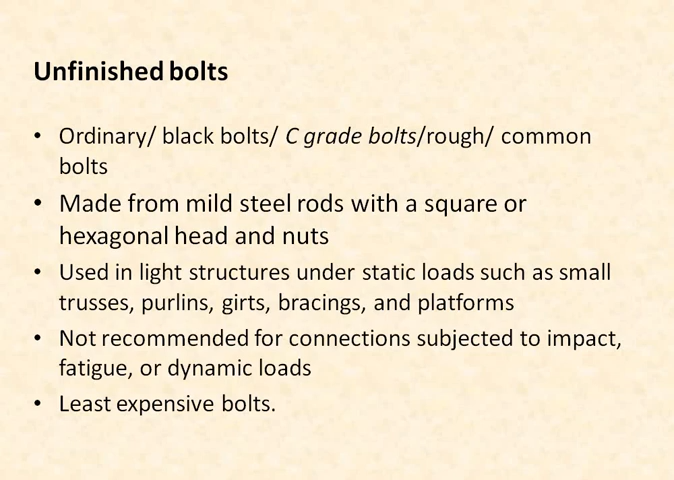 Unfinished bolts
• Ordinary/ black bolts/ C grade bolts/rough/ common
bolts
• Made from mild steel rods with a square or
hexagonal head and nuts
• Used in light structures under static loads such as small
trusses, purlins, girts, bracings, and platforms
• Not recommended for connections subjected to impact,
fatigue, or dynamic loads
• Least expensive bolts.